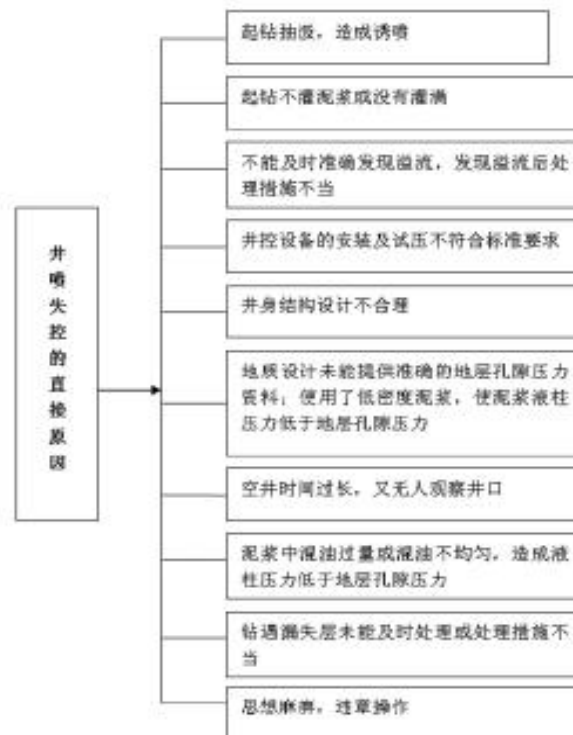 井喷失控的直接原因
起钻抽汲，造成诱喷
起钻不灌泥浆或没有灌满
不能及时准确发现溢流，发现溢流后处
理措施不当
井控设备的安装及试压不符合标准要求
井身结构设计不合理
地质设计未能提供准确的地层孔隙压力
资料；使用了低密度泥浆，使泥浆液柱
压力低于地层孔隙压力
空井时间过长，又无人观察井口
泥浆中混油过量或混油不均匀，造成液
柱压力低于地层孔隙压力
钻遇漏失层未能及时处理或处理措施不
当
思想麻痹，违章操作